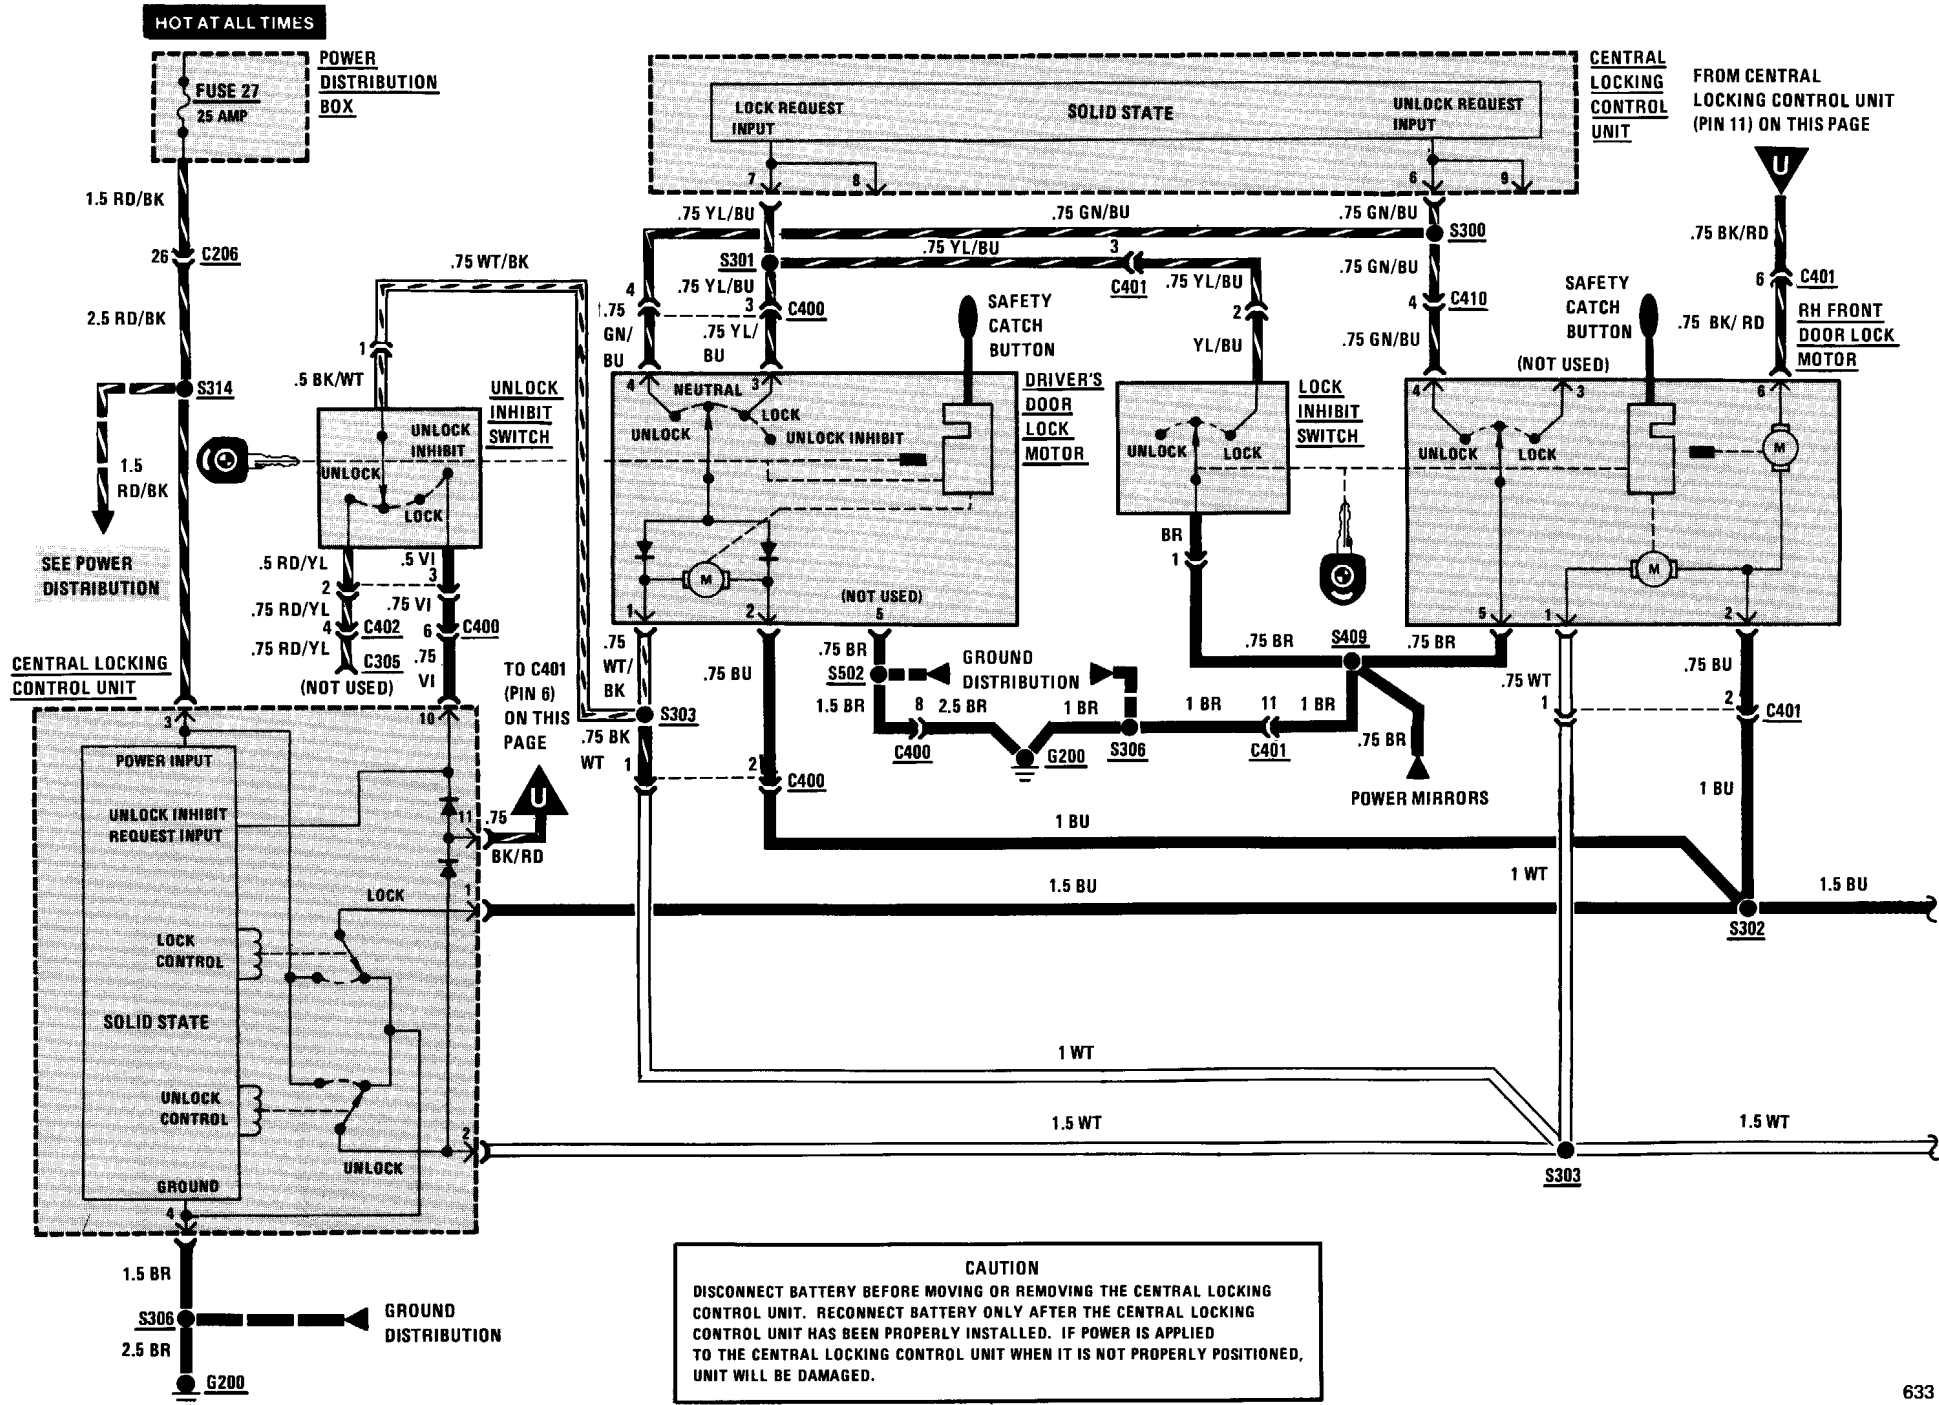 HOT AT ALL TIMES
POWER
DISTRIBUTION
BOX
FUSE 27
25 AMP
1.5 RD/BK
26
C206
2.5 RD/BK
S314
1.5
RD/BK
SEE POWER
DISTRIBUTION
.75 WT/BK
1
.5 BK/WT
UNLOCK
INHIBIT
SWITCH
UNLOCK
INHIBIT
UNLOCK
LOCK
.5 RD/YL
.5 VI
2
3
.75 RD/YL
.75 VI
4
C402
6
C400
.75 RD/YL
C305
(NOT USED)
.75
VI
CENTRAL LOCKING
CONTROL UNIT
3
10
POWER INPUT
UNLOCK INHIBIT
REQUEST INPUT
11
.75
BK/RD
TO C401
(PIN 6)
ON THIS
PAGE
U
LOCK
1
LOCK
CONTROL
SOLID STATE
UNLOCK
CONTROL
2
UNLOCK
GROUND
4
1.5 BR
S306
GROUND
DISTRIBUTION
2.5 BR
G200
CENTRAL
LOCKING
CONTROL
UNIT
LOCK REQUEST
INPUT
SOLID STATE
UNLOCK REQUEST
INPUT
7
8
6
9
.75 YL/BU
.75 GN/BU
.75 GN/BU
S300
S301
.75 YL/BU
3
C401
.75 YL/BU
.75 YL/BU
.75 GN/BU
4
C410
4
.75
GN/
BU
3
C400
.75 YL/
BU
2
YL/BU
.75 GN/BU
FROM CENTRAL
LOCKING CONTROL UNIT
(PIN 11) ON THIS PAGE
U
.75 BK/RD
6
C401
.75 BK/ RD
RH FRONT
DOOR LOCK
MOTOR
SAFETY
CATCH
BUTTON
SAFETY
CATCH
BUTTON
(NOT USED)
DRIVER'S
DOOR
LOCK
MOTOR
4
3
NEUTRAL
LOCK
UNLOCK
UNLOCK INHIBIT
M
1
2
(NOT USED)
5
LOCK
INHIBIT
SWITCH
UNLOCK
LOCK
BR
1
4
3
6
UNLOCK
LOCK
M
M
5
1
2
.75
WT/
BK
.75 BU
.75 BR
S502
GROUND
DISTRIBUTION
1.5 BR
8
2.5 BR
C400
G200
1 BR
S306
1 BR
11
C401
1 BR
.75 BR
S409
.75 BR
.75 BR
POWER MIRRORS
.75 WT
1
.75 BU
2
C401
S303
.75 BK
WT
1
2
C400
1 BU
1 BU
1 WT
1.5 BU
1.5 BU
S302
1 WT
1.5 WT
1.5 WT
S303
CAUTION
DISCONNECT BATTERY BEFORE MOVING OR REMOVING THE CENTRAL LOCKING
CONTROL UNIT. RECONNECT BATTERY ONLY AFTER THE CENTRAL LOCKING
CONTROL UNIT HAS BEEN PROPERLY INSTALLED. IF POWER IS APPLIED
TO THE CENTRAL LOCKING CONTROL UNIT WHEN IT IS NOT PROPERLY POSITIONED,
UNIT WILL BE DAMAGED.
633